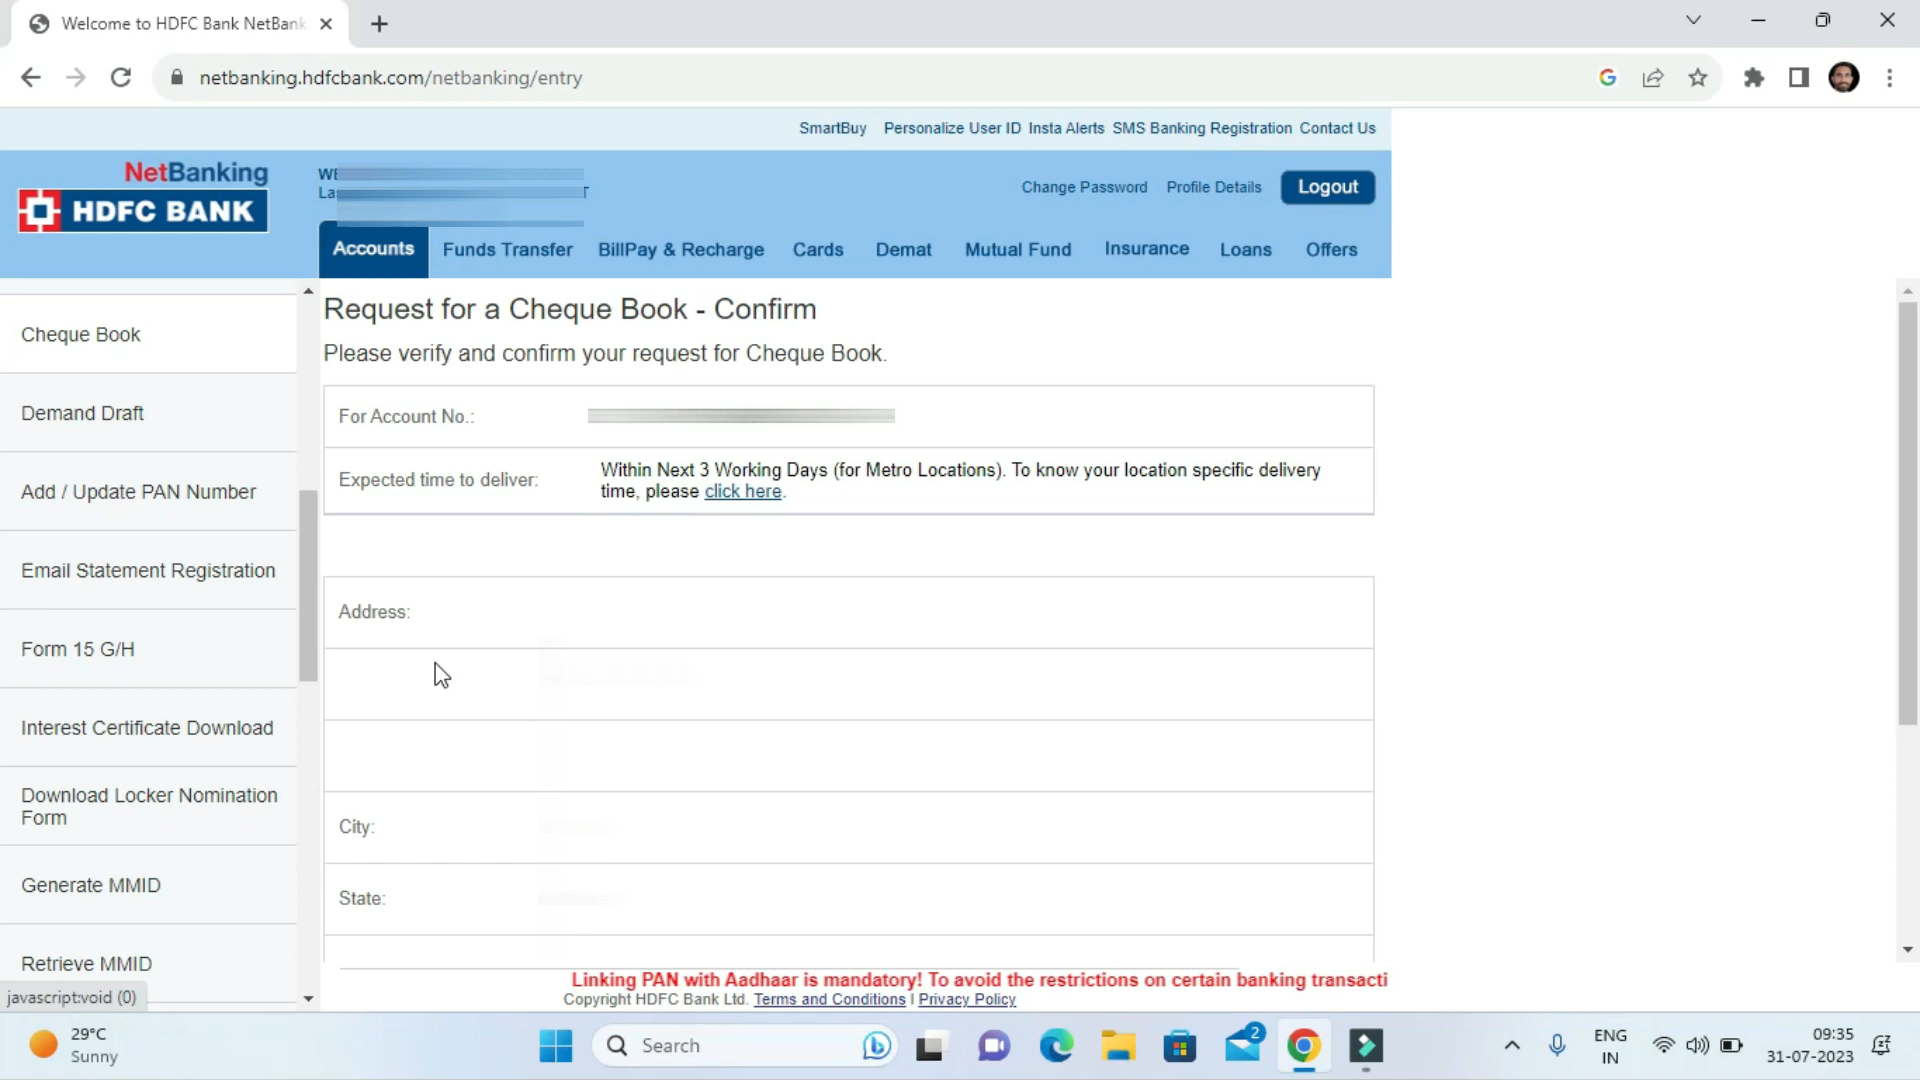 Welcome to HDFC Bank NetBank
netbanking.hdfcbank.com/netbanking/entry
SmartBuy Personalize User ID Insta Alerts SMS Banking Registration Contact Us
NetBanking
HDFC BANK
Change Password Profile Details Logout
Accounts Funds Transfer BillPay & Recharge Cards Demat Mutual Fund Insurance Loans Offers
Cheque Book
Demand Draft
Add / Update PAN Number
Email Statement Registration
Form 15 G/H
Interest Certificate Download
Download Locker Nomination
Form
Generate MMID
Retrieve MMID
javascript:void (0)
Request for a Cheque Book - Confirm
Please verify and confirm your request for Cheque Book.
For Account No.:
Expected time to deliver:
Within Next 3 Working Days (for Metro Locations). To know your location specific delivery
time, please click here.
Address:
City:
State:
Linking PAN with Aadhaar is mandatory! To avoid the restrictions on certain banking transacti
Copyright HDFC Bank Ltd. Terms and Conditions | Privacy Policy
29°C
Sunny
Search
2
ENG
IN
09:35
31-07-2023